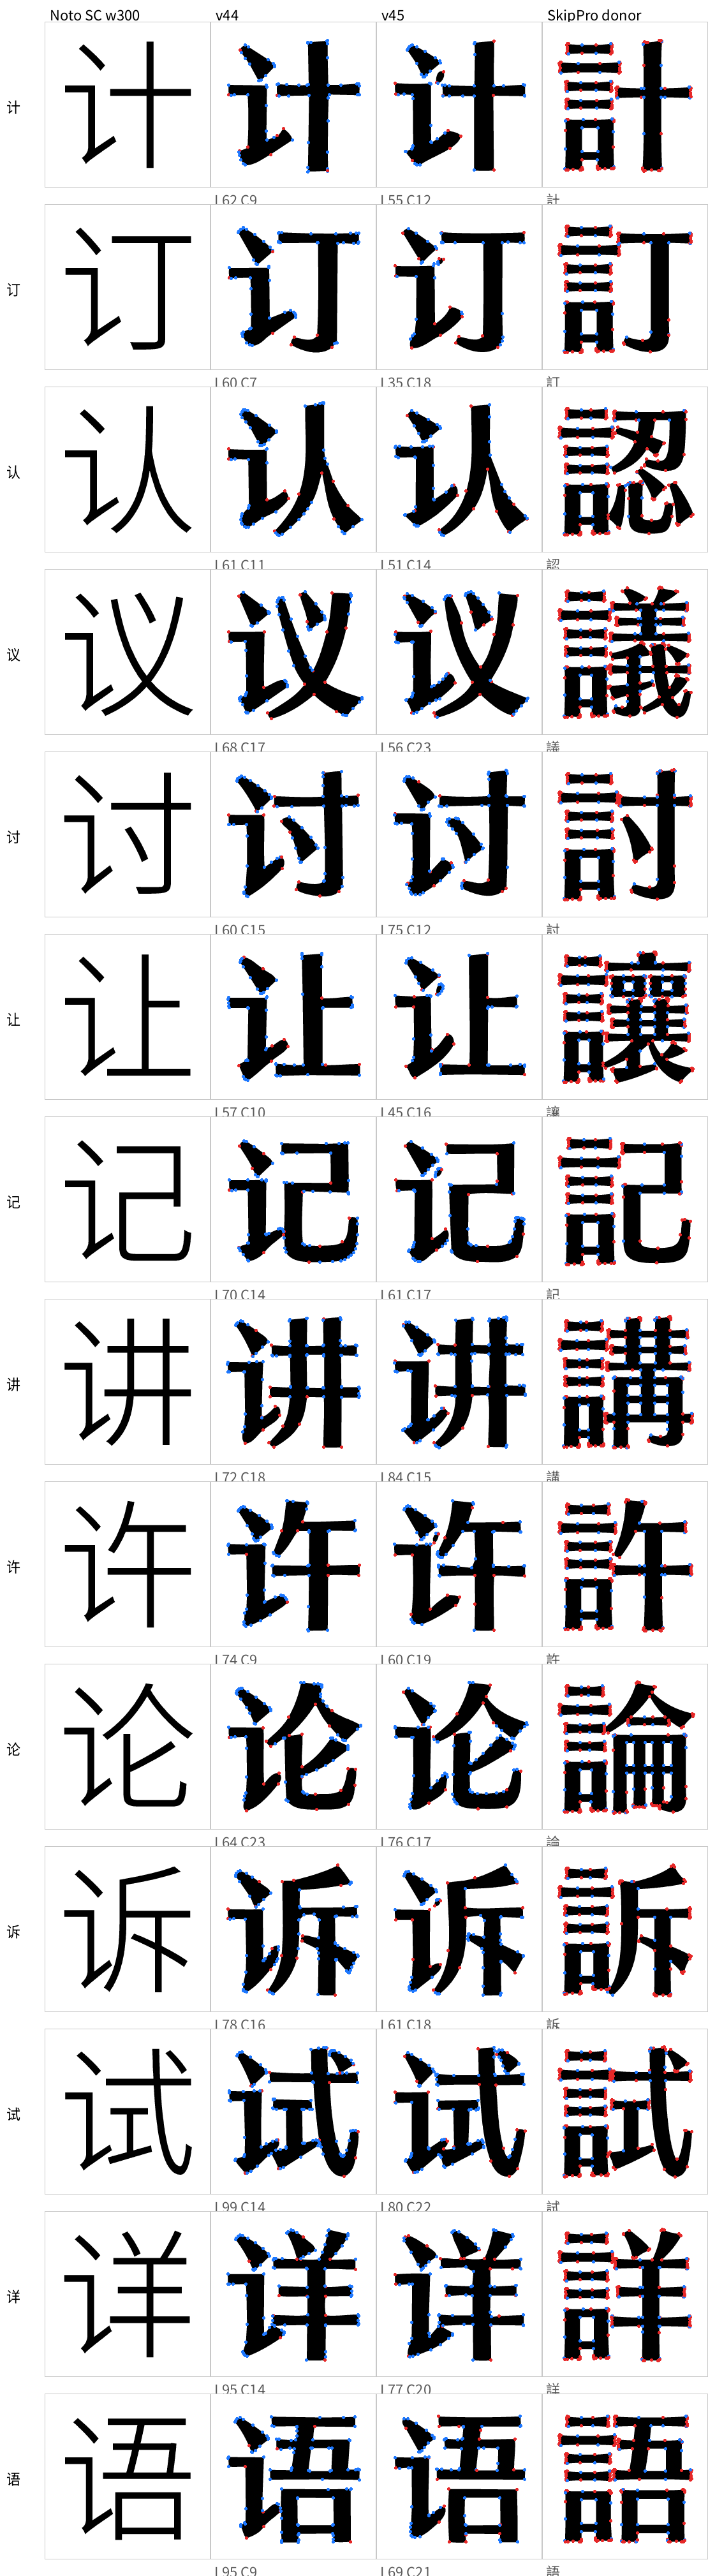 Noto SC w300 v44 v45 SkipPro donor
计 计 计 计 計
L62 C9 L55 C12 計
订 订 订 订 訂
L60 C7 L35 C18 訂
认 认 认 认 認
L61 C11 L51 C14 認
议 议 议 议 議
L68 C17 L56 C23 議
讨 讨 讨 讨 討
L60 C15 L75 C12 討
让 让 让 让 讓
L57 C10 L45 C16 讓
记 记 记 记 記
L70 C14 L61 C17 記
讲 讲 讲 讲 講
L72 C18 L84 C15 講
许 许 许 许 許
L74 C9 L60 C19 許
论 论 论 论 論
L64 C23 L76 C17 論
诉 诉 诉 诉 訴
L78 C16 L61 C18 訴
试 试 试 试 試
L99 C14 L80 C22 試
详 详 详 详 詳
L95 C14 L77 C20 詳
语 语 语 语 語
L95 C9 L69 C21 語